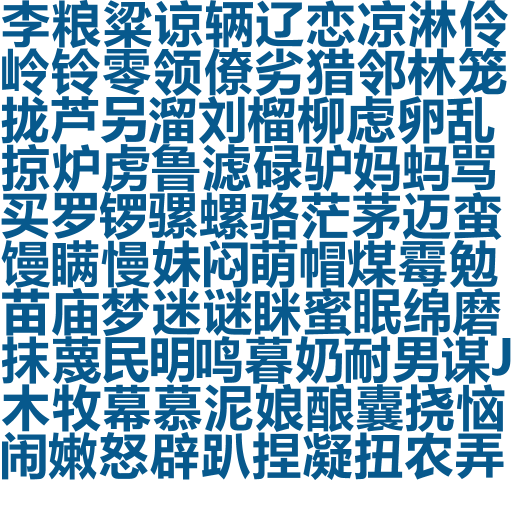 李粮粱谅辆辽恋凉淋伶
岭铃零领僚劣猎邻林笼
拢芦另溜刘榴柳虑卵乱
掠炉虏鲁滤碌驴妈蚂骂
买罗锣骡螺骆茫茅迈蛮
馒瞒慢妹闷萌帽煤霉勉
苗庙梦迷谜眯蜜眠绵磨
抹蔑民明鸣暮奶耐男谋J
木牧幕慕泥娘酿囊挠恼
闹嫩怒辟趴捏凝扭农弄